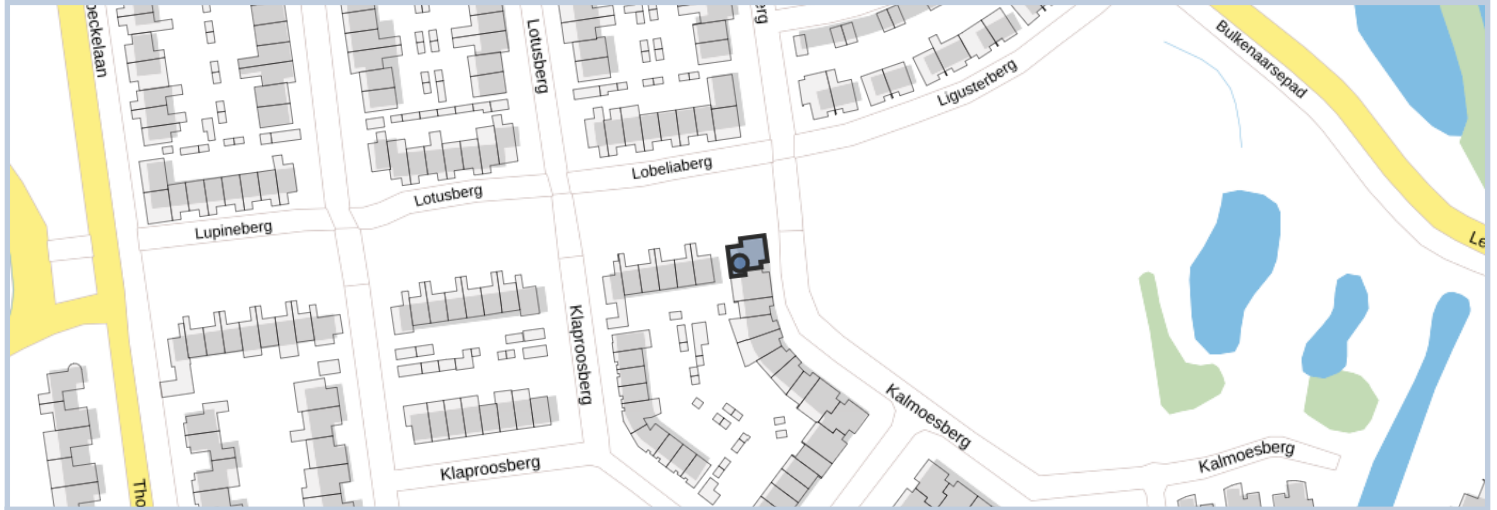 Lotusberg
Bulkenaarsepad
Ligusterberg
Lobeliaberg
Lotusberg
Lupineberg
Klaproosberg
Kalmoesberg
Kalmoesberg
Klaproosberg